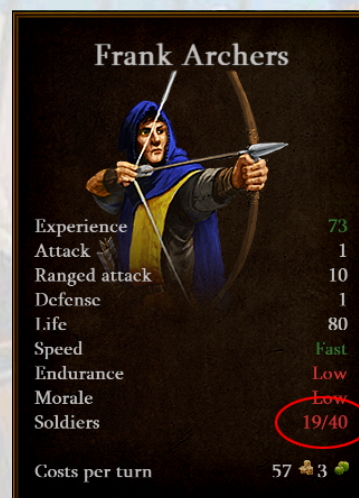 Frank Archers
Experience 73
Attack 1
Ranged attack 10
Defense 1
Life 80
Speed Fast
Endurance Low
Morale Low
Soldiers 19/40
Costs per turn 57 3